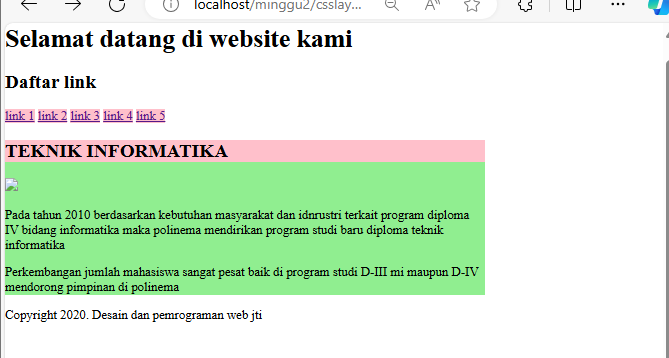 localhost/minggu2/csslay...
Selamat datang di website kami
Daftar link
link 1 link 2 link 3 link 4 link 5
TEKNIK INFORMATIKA
Pada tahun 2010 berdasarkan kebutuhan masyarakat dan idnrustri terkait program diploma
IV bidang informatika maka polinema mendirikan program studi baru diploma teknik
informatika
Perkembangan jumlah mahasiswa sangat pesat baik di program studi D-III mi maupun D-IV
mendorong pimpinan di polinema
Copyright 2020. Desain dan pemrograman web jti